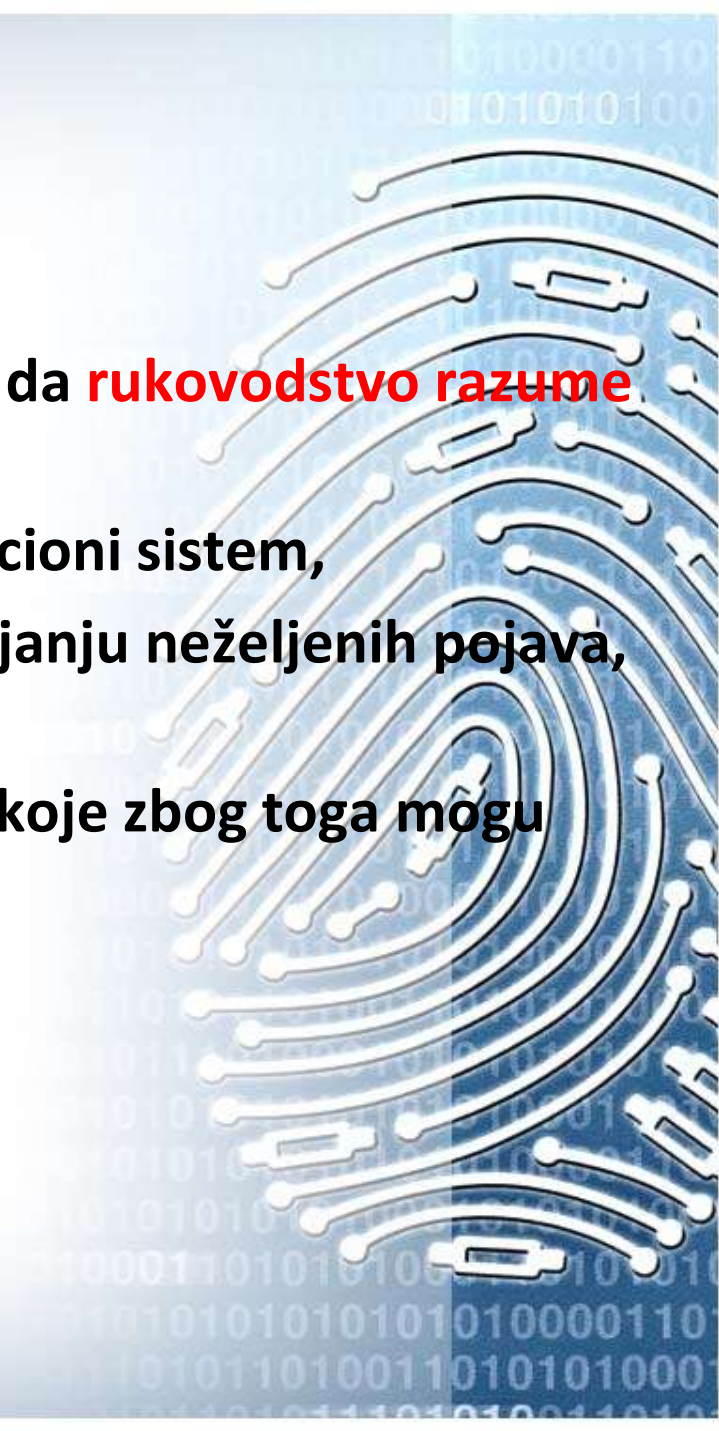 da rukovodstvo razume
cioni sistem,
janju neželjenih pojava,
koje zbog toga mogu